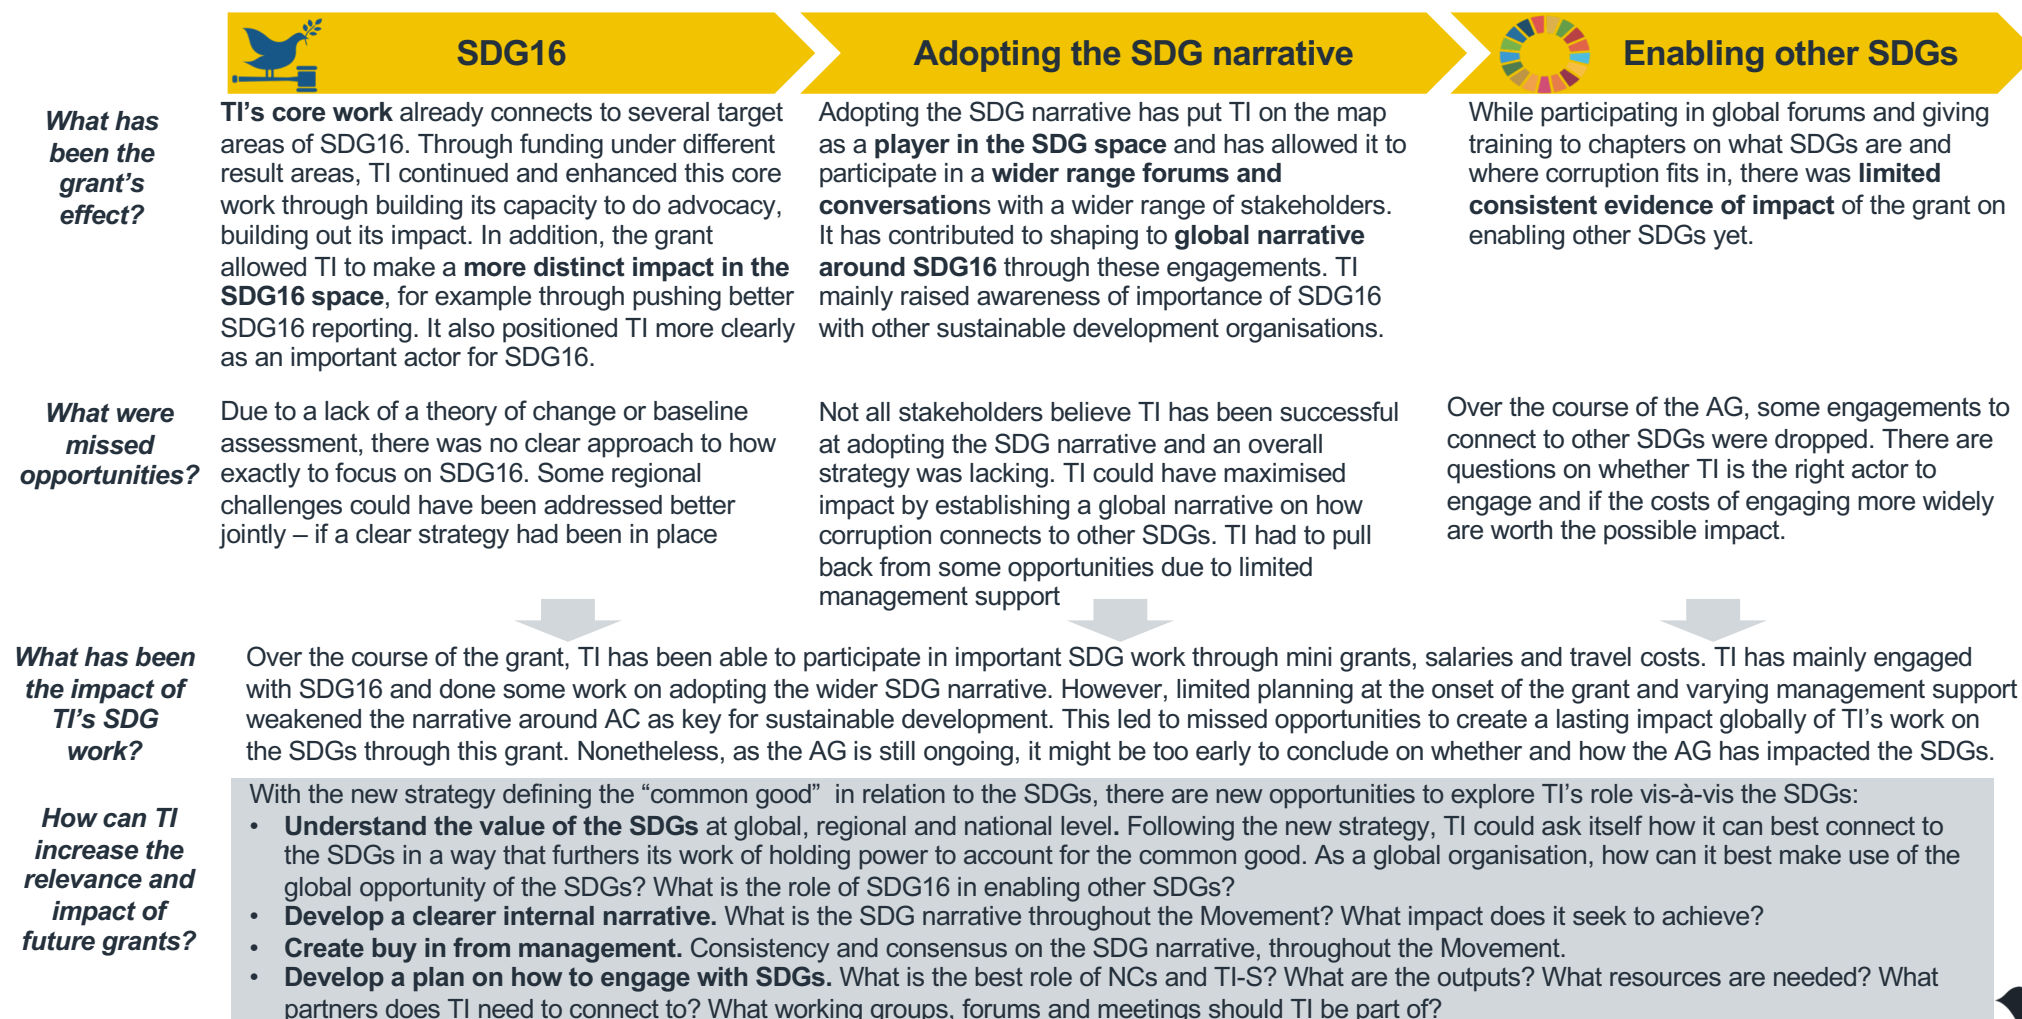 SDG16
Adopting the SDG narrative
Enabling other SDGs
What has
been the
grant's
effect?
TI's core work already connects to several target
areas of SDG16. Through funding under different
result areas, TI continued and enhanced this core
work through building its capacity to do advocacy,
building out its impact. In addition, the grant
allowed TI to make a more distinct impact in the
SDG16 space, for example through pushing better
SDG16 reporting. It also positioned TI more clearly
as an important actor for SDG16.
Adopting the SDG narrative has put TI on the map
as a player in the SDG space and has allowed it to
participate in a wider range forums and
conversations with a wider range of stakeholders.
It has contributed to shaping to global narrative
around SDG16 through these engagements. TI
mainly raised awareness of importance of SDG16
with other sustainable development organisations.
While participating in global forums and giving
training to chapters on what SDGs are and
where corruption fits in, there was limited
consistent evidence of impact of the grant on
enabling other SDGs yet.
What were
missed
opportunities?
Due to a lack of a theory of change or baseline
assessment, there was no clear approach to how
exactly to focus on SDG16. Some regional
challenges could have been addressed better
jointly – if a clear strategy had been in place
Not all stakeholders believe TI has been successful
at adopting the SDG narrative and an overall
strategy was lacking. TI could have maximised
impact by establishing a global narrative on how
corruption connects to other SDGs. TI had to pull
back from some opportunities due to limited
management support
Over the course of the AG, some engagements to
connect to other SDGs were dropped. There are
questions on whether TI is the right actor to
engage and if the costs of engaging more widely
are worth the possible impact.
What has been
the impact of
TI's SDG
work?
Over the course of the grant, TI has been able to participate in important SDG work through mini grants, salaries and travel costs. TI has mainly engaged
with SDG16 and done some work on adopting the wider SDG narrative. However, limited planning at the onset of the grant and varying management support
weakened the narrative around AC as key for sustainable development. This led to missed opportunities to create a lasting impact globally of TI's work on
the SDGs through this grant. Nonetheless, as the AG is still ongoing, it might be too early to conclude on whether and how the AG has impacted the SDGs.
How can TI
increase the
relevance and
impact of
future grants?
With the new strategy defining the “common good” in relation to the SDGs, there are new opportunities to explore TI's role vis-à-vis the SDGs:
• Understand the value of the SDGs at global, regional and national level. Following the new strategy, TI could ask itself how it can best connect to
the SDGs in a way that furthers its work of holding power to account for the common good. As a global organisation, how can it best make use of the
global opportunity of the SDGs? What is the role of SDG16 in enabling other SDGs?
• Develop a clearer internal narrative. What is the SDG narrative throughout the Movement? What impact does it seek to achieve?
• Create buy in from management. Consistency and consensus on the SDG narrative, throughout the Movement.
• Develop a plan on how to engage with SDGs. What is the best role of NCs and TI-S? What are the outputs? What resources are needed? What
partners does TI need to connect to? What working groups, forums and meetings should TI be part of?